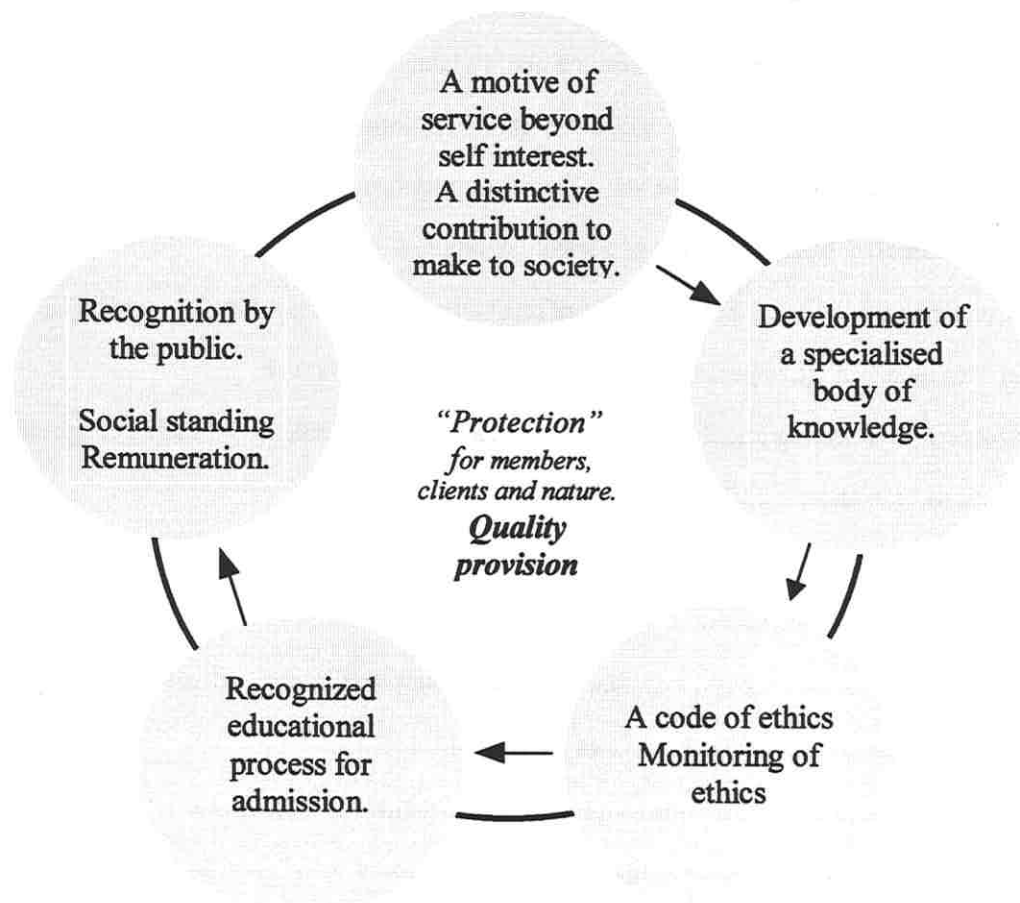 A motive of
service beyond
self interest.
A distinctive
contribution to
make to society.
Development of
a specialised
body of
knowledge.
A code of ethics
Monitoring of
ethics
Recognized
educational
process for
admission.
Recognition by
the public.
Social standing
Remuneration.
“Protection”
for members,
clients and nature.
Quality
provision